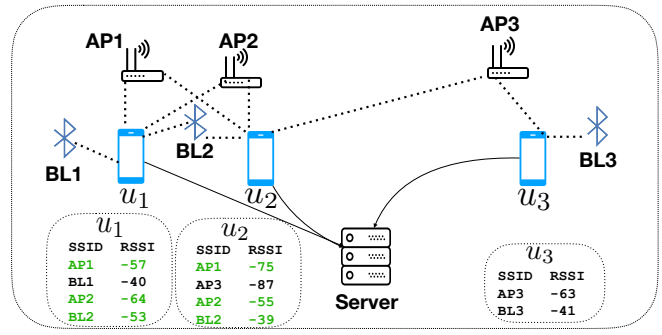 AP1
AP2
AP3
BL1
BL2
BL3
u1
u2
u3
Server
u1
SSID RSSI
AP1 -57
BL1 -40
AP2 -64
BL2 -53
u2
SSID RSSI
AP1 -75
AP3 -87
AP2 -55
BL2 -39
u3
SSID RSSI
AP3 -63
BL3 -41